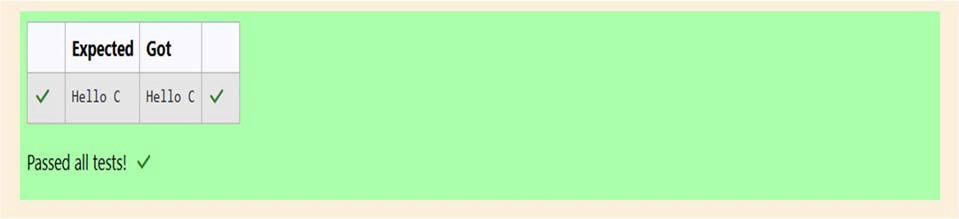 Expected Got
Hello C Hello C
Passed all tests!